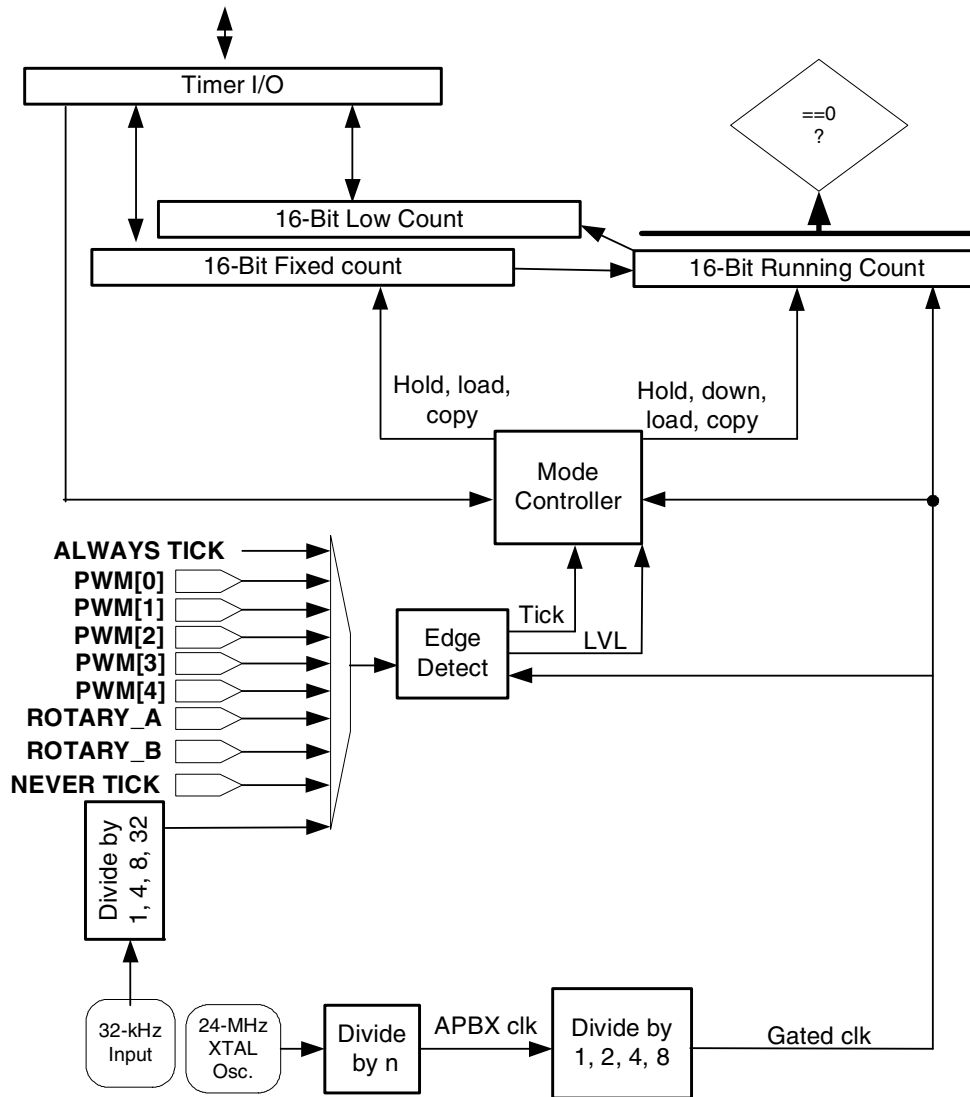 Timer I/O
==0
?
16-Bit Low Count
16-Bit Fixed count
16-Bit Running Count
Hold, load,
copy
Hold, down,
load, copy
Mode
Controller
ALWAYS TICK
PWM[0]
PWM[1]
PWM[2]
PWM[3]
PWM[4]
ROTARY_A
ROTARY_B
NEVER TICK
Edge
Detect
Tick
LVL
Divide by
1, 4, 8, 32
32-kHz
Input
24-MHz
XTAL
Osc.
Divide
by n
APBX clk
Divide by
1, 2, 4, 8
Gated clk